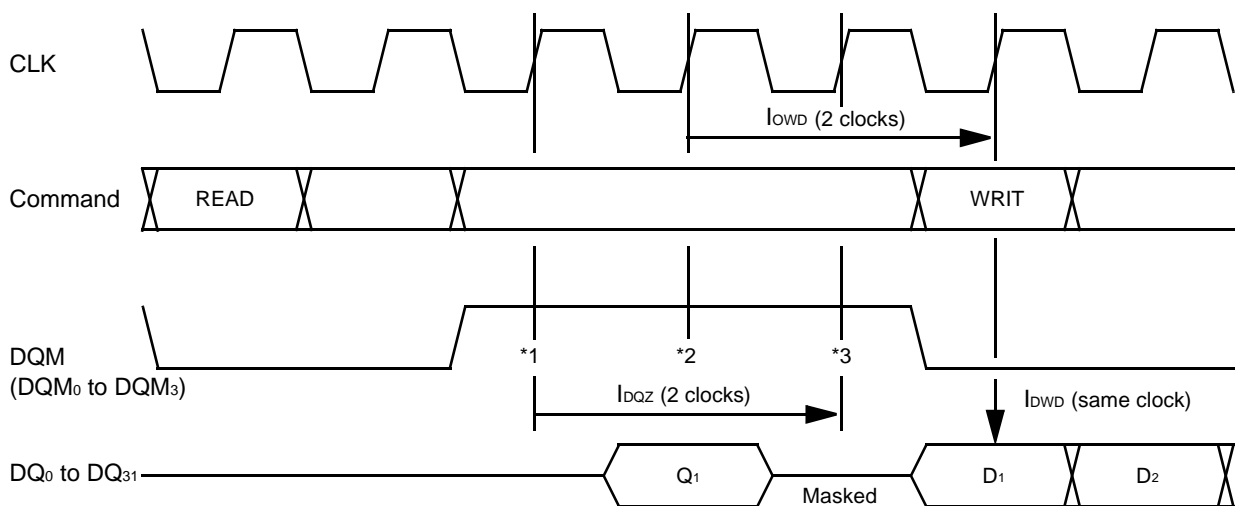 CLK
IOWD (2 clocks)
Command READ WRIT
*1 *2 *3
DQM
(DQM0 to DQM3)
IDQZ (2 clocks)
IDWD (same clock)
DQ0 to DQ31 Q1 Masked D1 D2